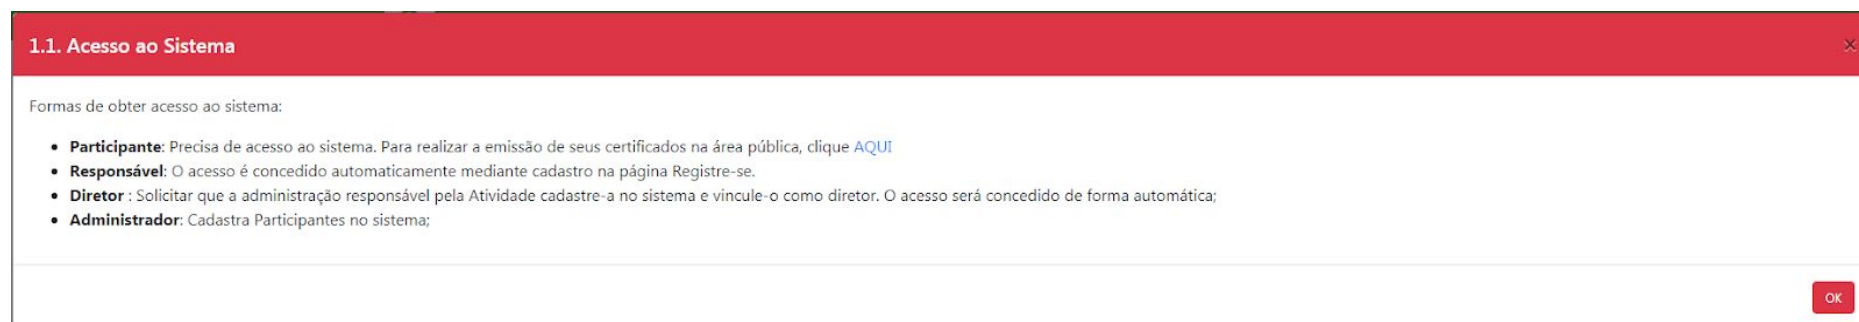 1.1. Acesso ao Sistema
×
Formas de obter acesso ao sistema:
• Participante: Precisa de acesso ao sistema. Para realizar a emissão de seus certificados na área pública, clique AQUI
• Responsável: O acesso é concedido automaticamente mediante cadastro na página Registre-se.
• Diretor : Solicitar que a administração responsável pela Atividade cadastre-a no sistema e vincule-o como diretor. O acesso será concedido de forma automática;
• Administrador: Cadastra Participantes no sistema;
OK